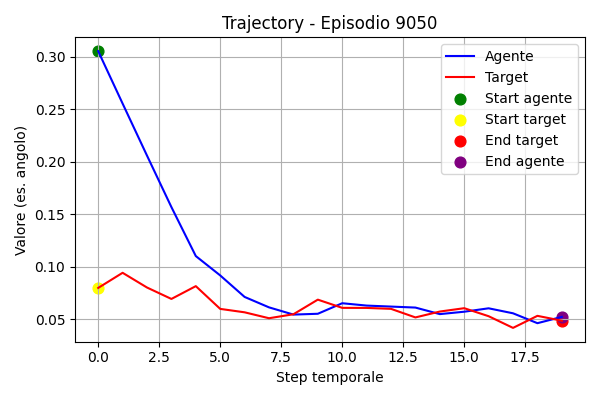 Trajectory - Episodio 9050
Agente
Target
Start agente
Start target
End target
End agente
Valore (es. angolo)
0.30
0.25
0.20
0.15
0.10
0.05
0.0
2.5
5.0
7.5
10.0
12.5
15.0
17.5
Step temporale